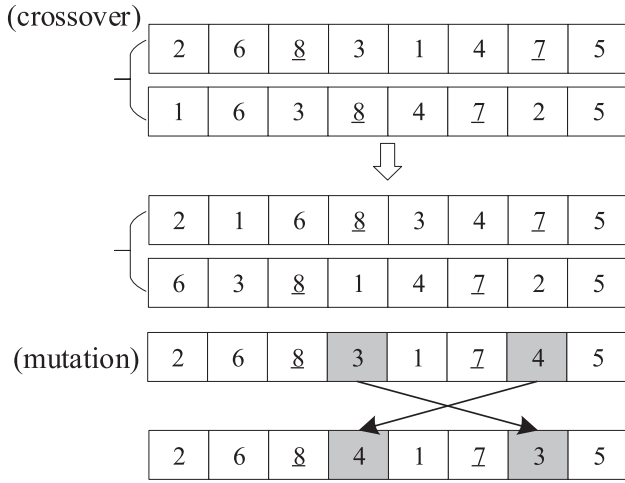 (crossover)
2 6 8 3 1 4 7 5
1 6 3 8 4 7 2 5
2 1 6 8 3 4 7 5
6 3 8 1 4 7 2 5
(mutation) 2 6 8 3 1 7 4 5
2 6 8 4 1 7 3 5